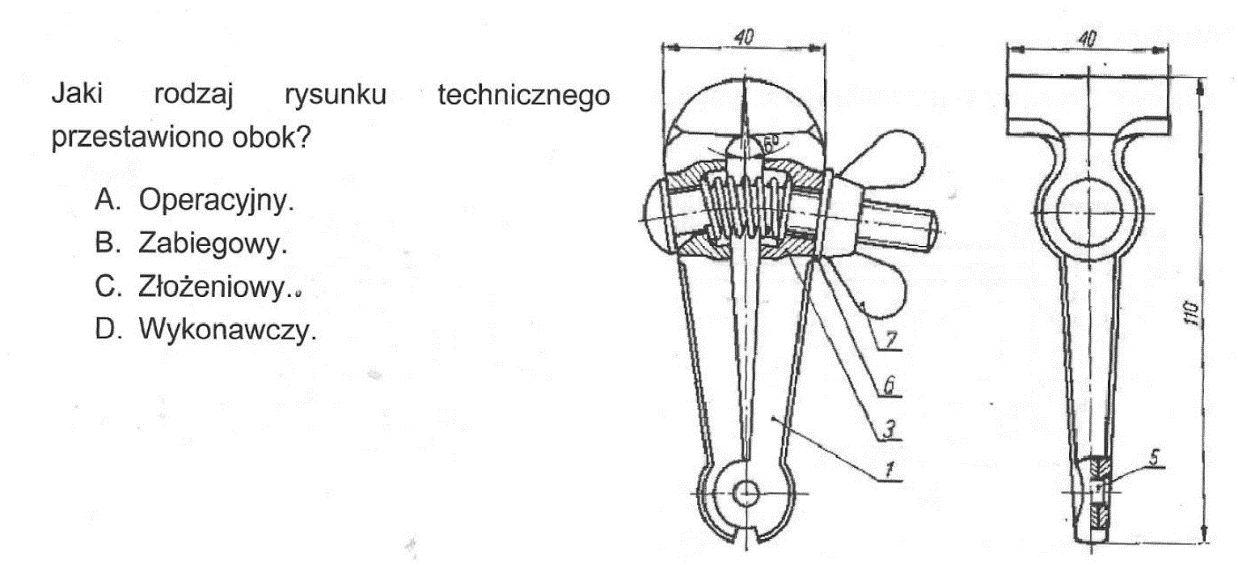 Jaki rodzaj rysunku technicznego
przestawiono obok?
A. Operacyjny.
B. Zabiegowy.
C. Złożeniowy.
D. Wykonawczy.
40
40
6°
110
7
6
3
1
5